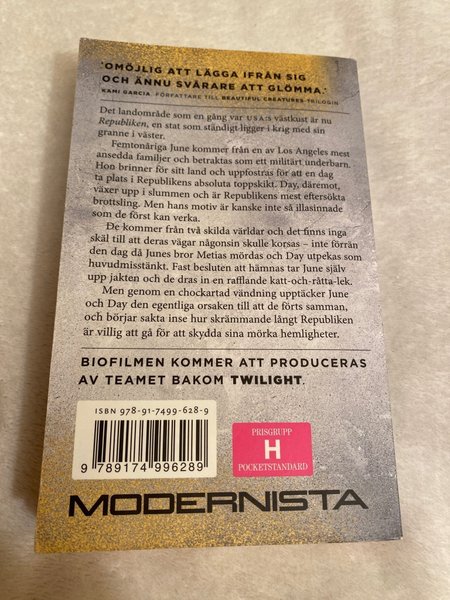 'OMÖJLIG ATT LÄGGA IFRÅN SIG
OCH ÄNNU SVÅRARE ATT GLÖMMA.'
KAMI GARCIA, FÖRFATTARE TILL BEAUTIFUL CREATURES-TRILOGIN
Det landområde som en gång var USAS västkust är nu
Republiken, en stat som ständigt ligger i krig med sin
granne i väster.
Femtonåriga June kommer från en av Los Angeles mest
ansedda familjer och betraktas som ett militärt underbarn.
Hon brinner för sitt land och uppfostras för att en dag
ta plats i Republikens absoluta toppskikt. Day, däremot,
växer upp i slummen och är Republikens mest eftersökta
brottsling. Men hans motiv är kanske inte så illasinnade
som de först kan verka.
De kommer från två skilda världar och det finns inga
skäl till att deras vägar någonsin skulle korsas – inte förrän
den dag då Junes bror Metias mördas och Day utpekas som
huvudmisstänkt. Fast besluten att hämnas tar June själv
upp jakten och de dras in en rafflande katt-och-råtta-lek.
Men genom en chockartad vändning upptäcker June
och Day den egentliga orsaken till att de förts samman,
och börjar sakta inse hur skrämmande långt Republiken
är villig att gå för att skydda sina mörka hemligheter.
BIOFILMEN KOMMER ATT PRODUCERAS
AV TEAMET BAKOM TWILIGHT.
ISBN 978-91-7499-628-9
9 789174 996289
PRISGRUPP
H
POCKETSTANDARD
MODERNISTA